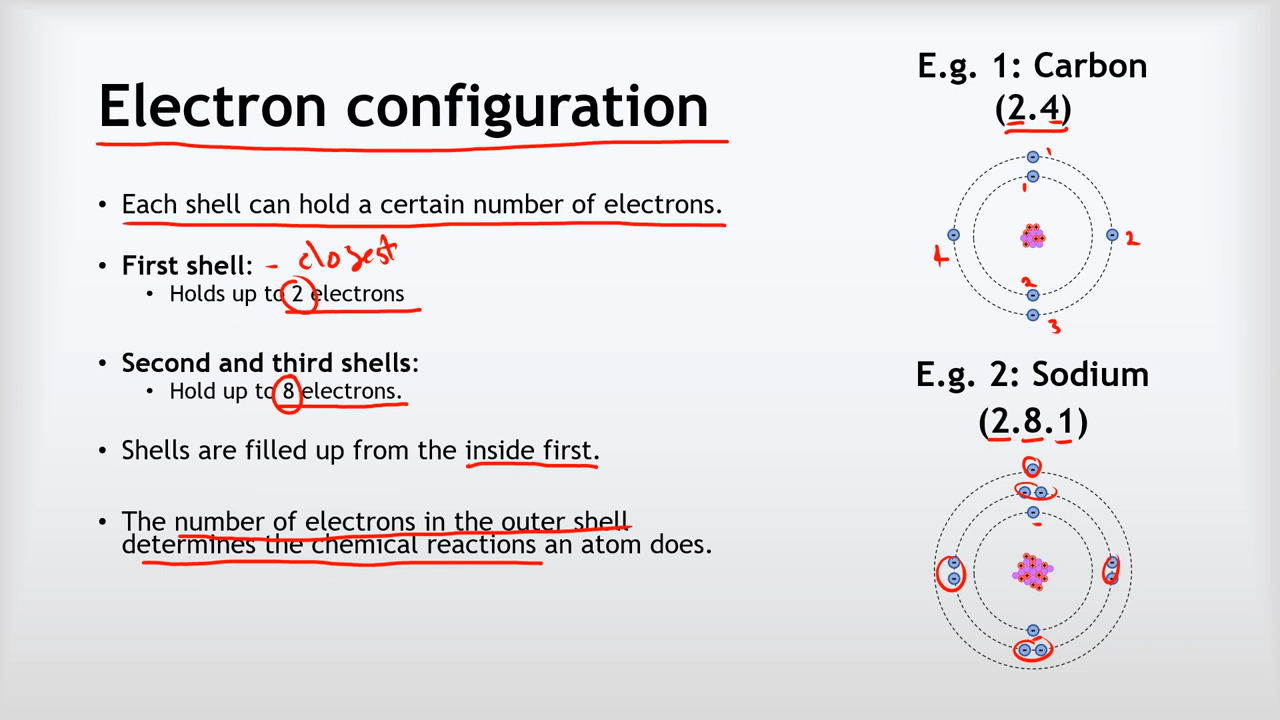 Electron configuration
• Each shell can hold a certain number of electrons.
• First shell: - closest
• Holds up to 2 electrons
• Second and third shells:
• Hold up to 8 electrons.
• Shells are filled up from the inside first.
• The number of electrons in the outer shell
determines the chemical reactions an atom does.
E.g. 1: Carbon
(2.4)
1
1
4
2
2
3
E.g. 2: Sodium
(2.8.1)